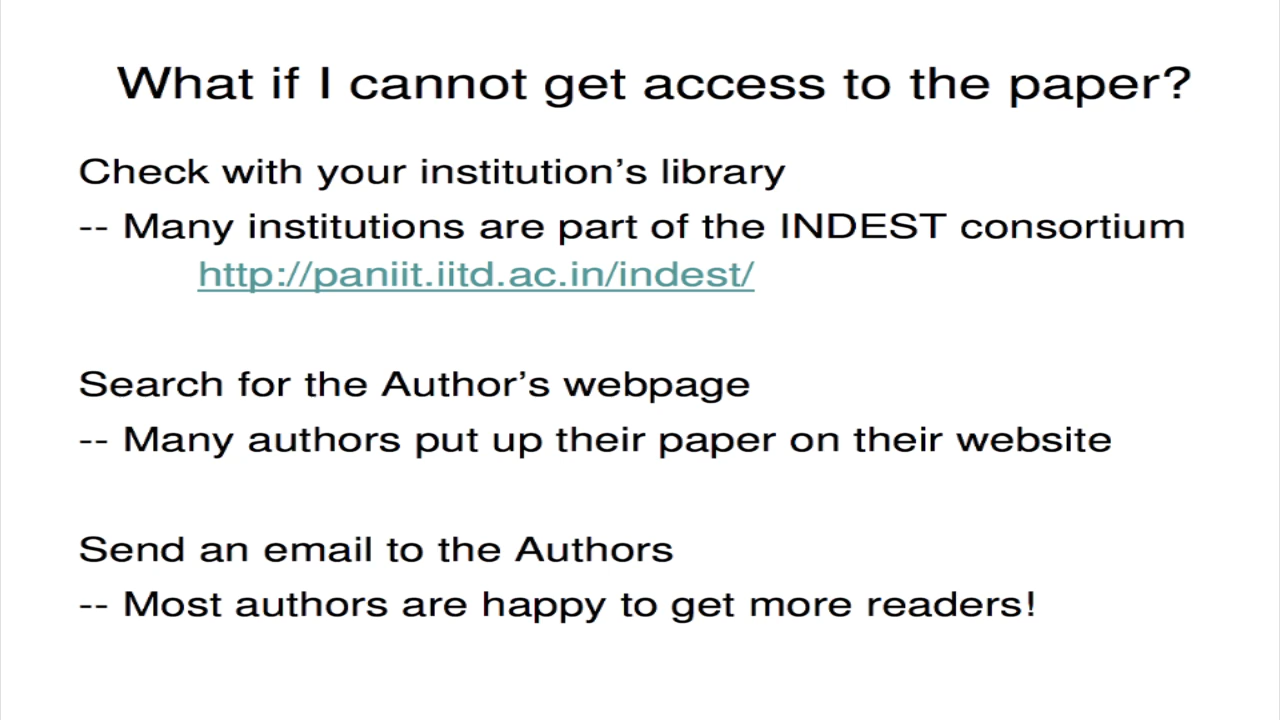 What if I cannot get access to the paper?
Check with your institution’s library
-- Many institutions are part of the INDEST consortium
http://paniit.iitd.ac.in/indest/
Search for the Author’s webpage
-- Many authors put up their paper on their website
Send an email to the Authors
-- Most authors are happy to get more readers!